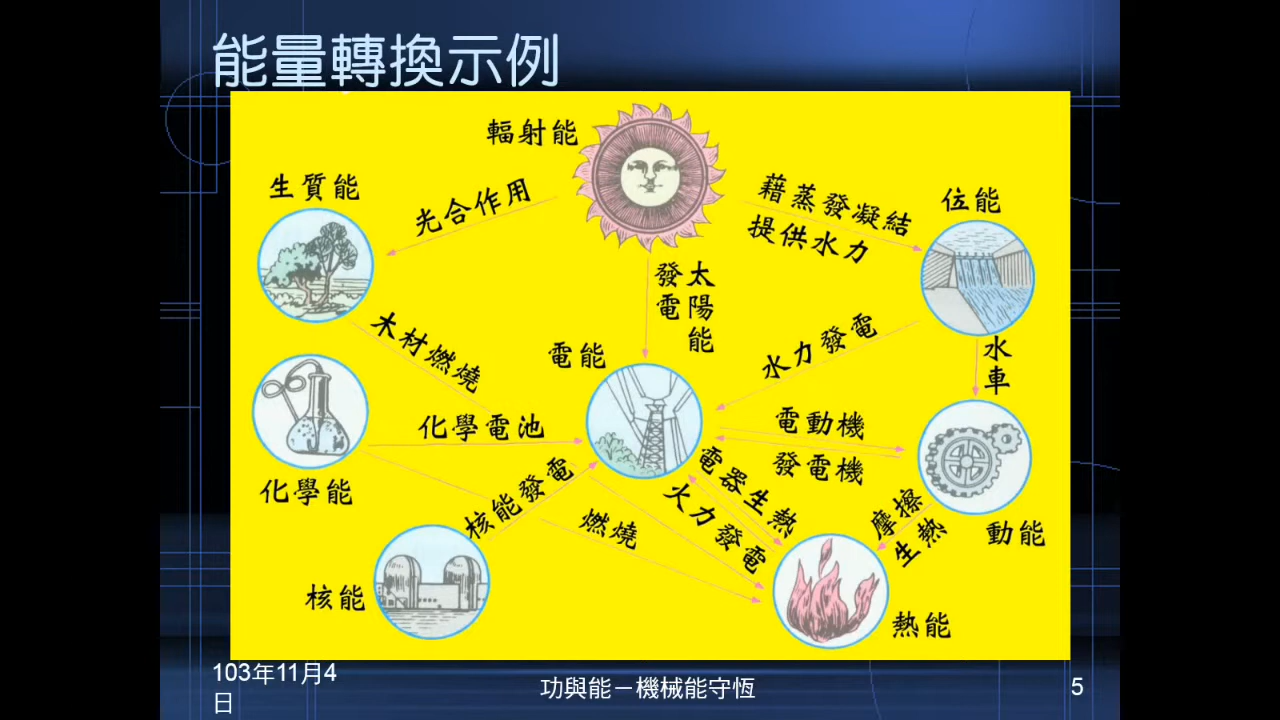 能量轉換示例
輻射能
生質能
光合作用
藉蒸發凝結
提供水力
位能
太陽能
發電
木材燃燒
電能
水力發電
水車
化學電池
電動機
發電機
化學能
核能發電
燃燒
電器生熱
火力發電
摩擦
生熱
動能
核能
熱能
103年11月4
日
功與能－機械能守恆
5